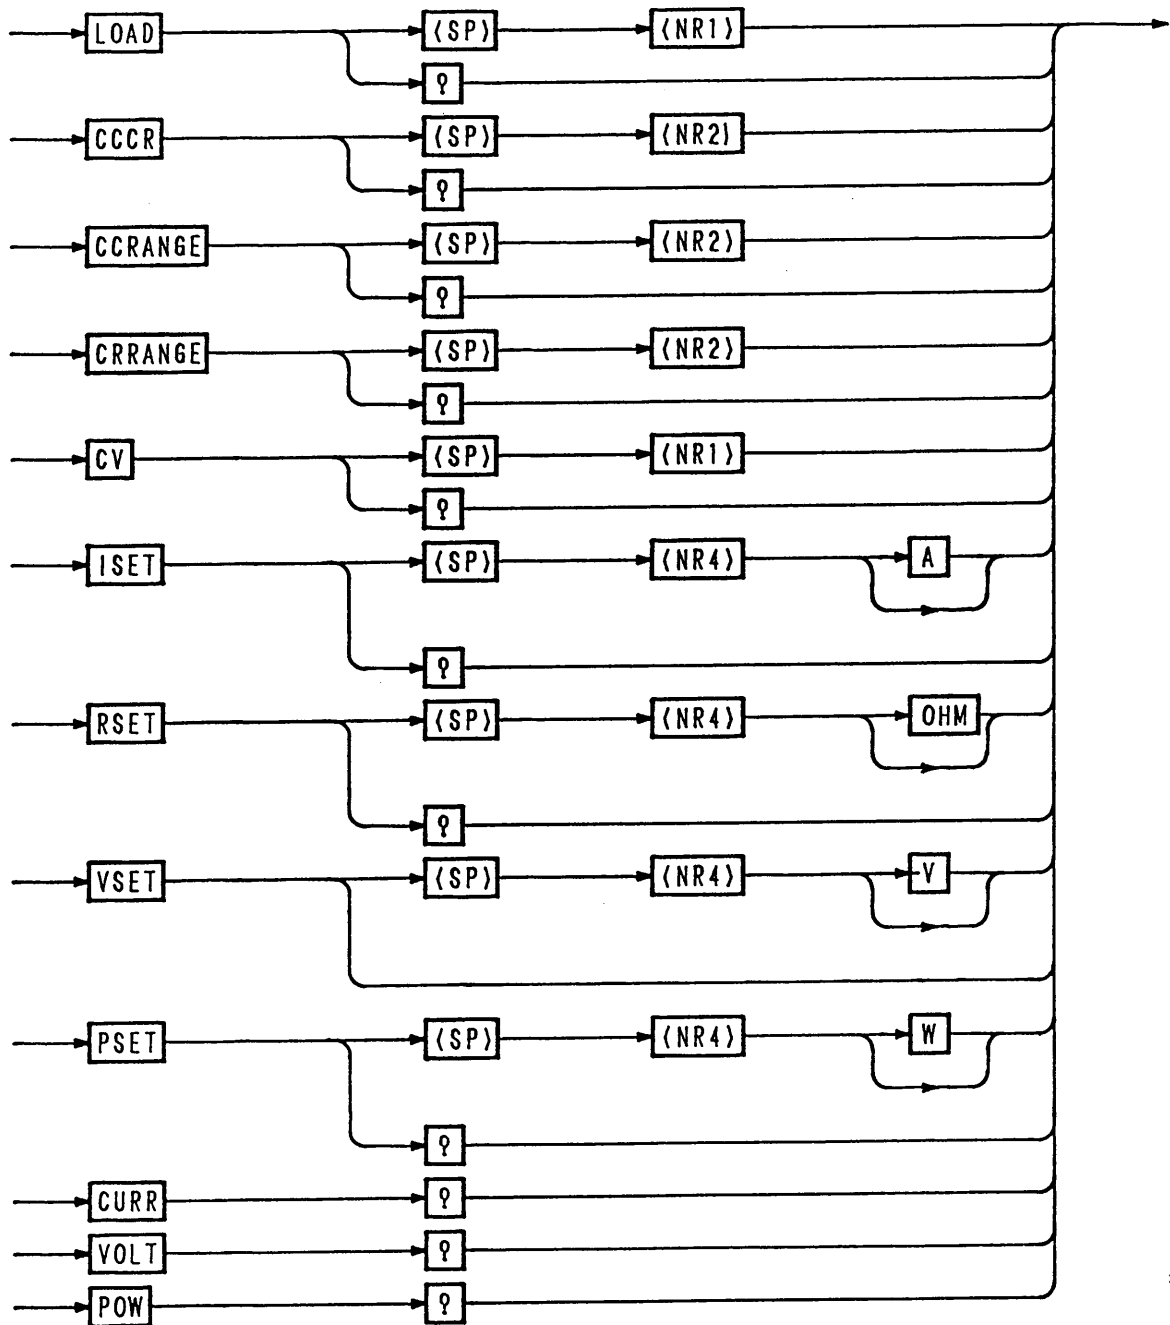 LOAD ⟨SP⟩ ⟨NR1⟩
?
CCCR ⟨SP⟩ ⟨NR2⟩
?
CCRANGE ⟨SP⟩ ⟨NR2⟩
?
CRRANGE ⟨SP⟩ ⟨NR2⟩
?
CV ⟨SP⟩ ⟨NR1⟩
?
ISET ⟨SP⟩ ⟨NR4⟩ A
?
RSET ⟨SP⟩ ⟨NR4⟩ OHM
?
VSET ⟨SP⟩ ⟨NR4⟩ V
PSET ⟨SP⟩ ⟨NR4⟩ W
?
CURR ?
VOLT ?
POW ?